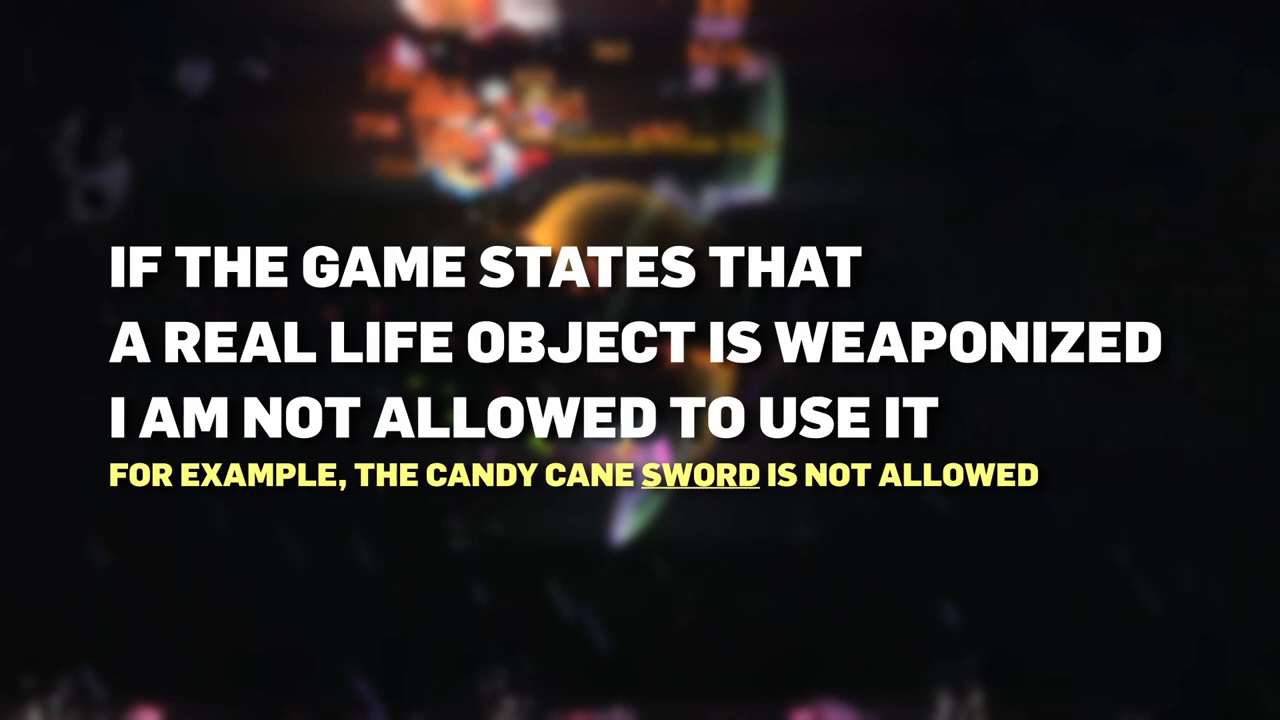 IF THE GAME STATES THAT
A REAL LIFE OBJECT IS WEAPONIZED
I AM NOT ALLOWED TO USE IT
FOR EXAMPLE, THE CANDY CANE SWORD IS NOT ALLOWED